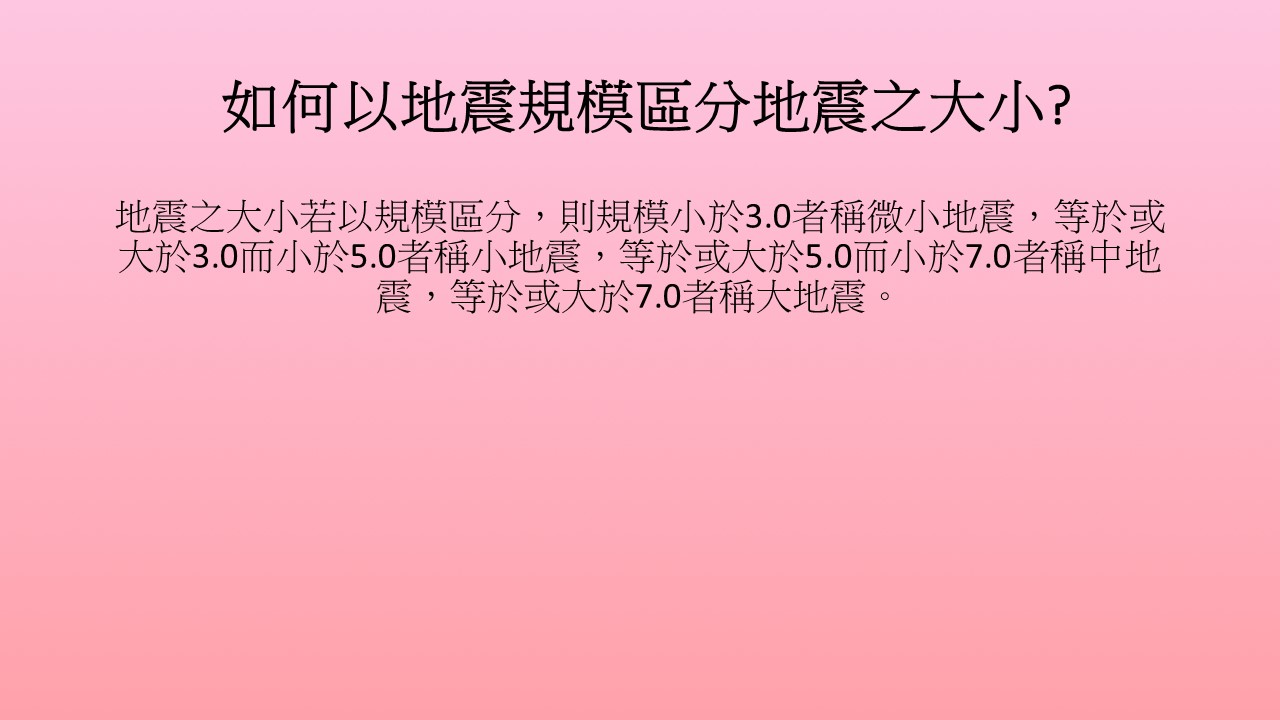 如何以地震規模區分地震之大小?
地震之大小若以規模區分，則規模小於3.0者稱微小地震，等於或
大於3.0而小於5.0者稱小地震，等於或大於5.0而小於7.0者稱中地
震，等於或大於7.0者稱大地震。